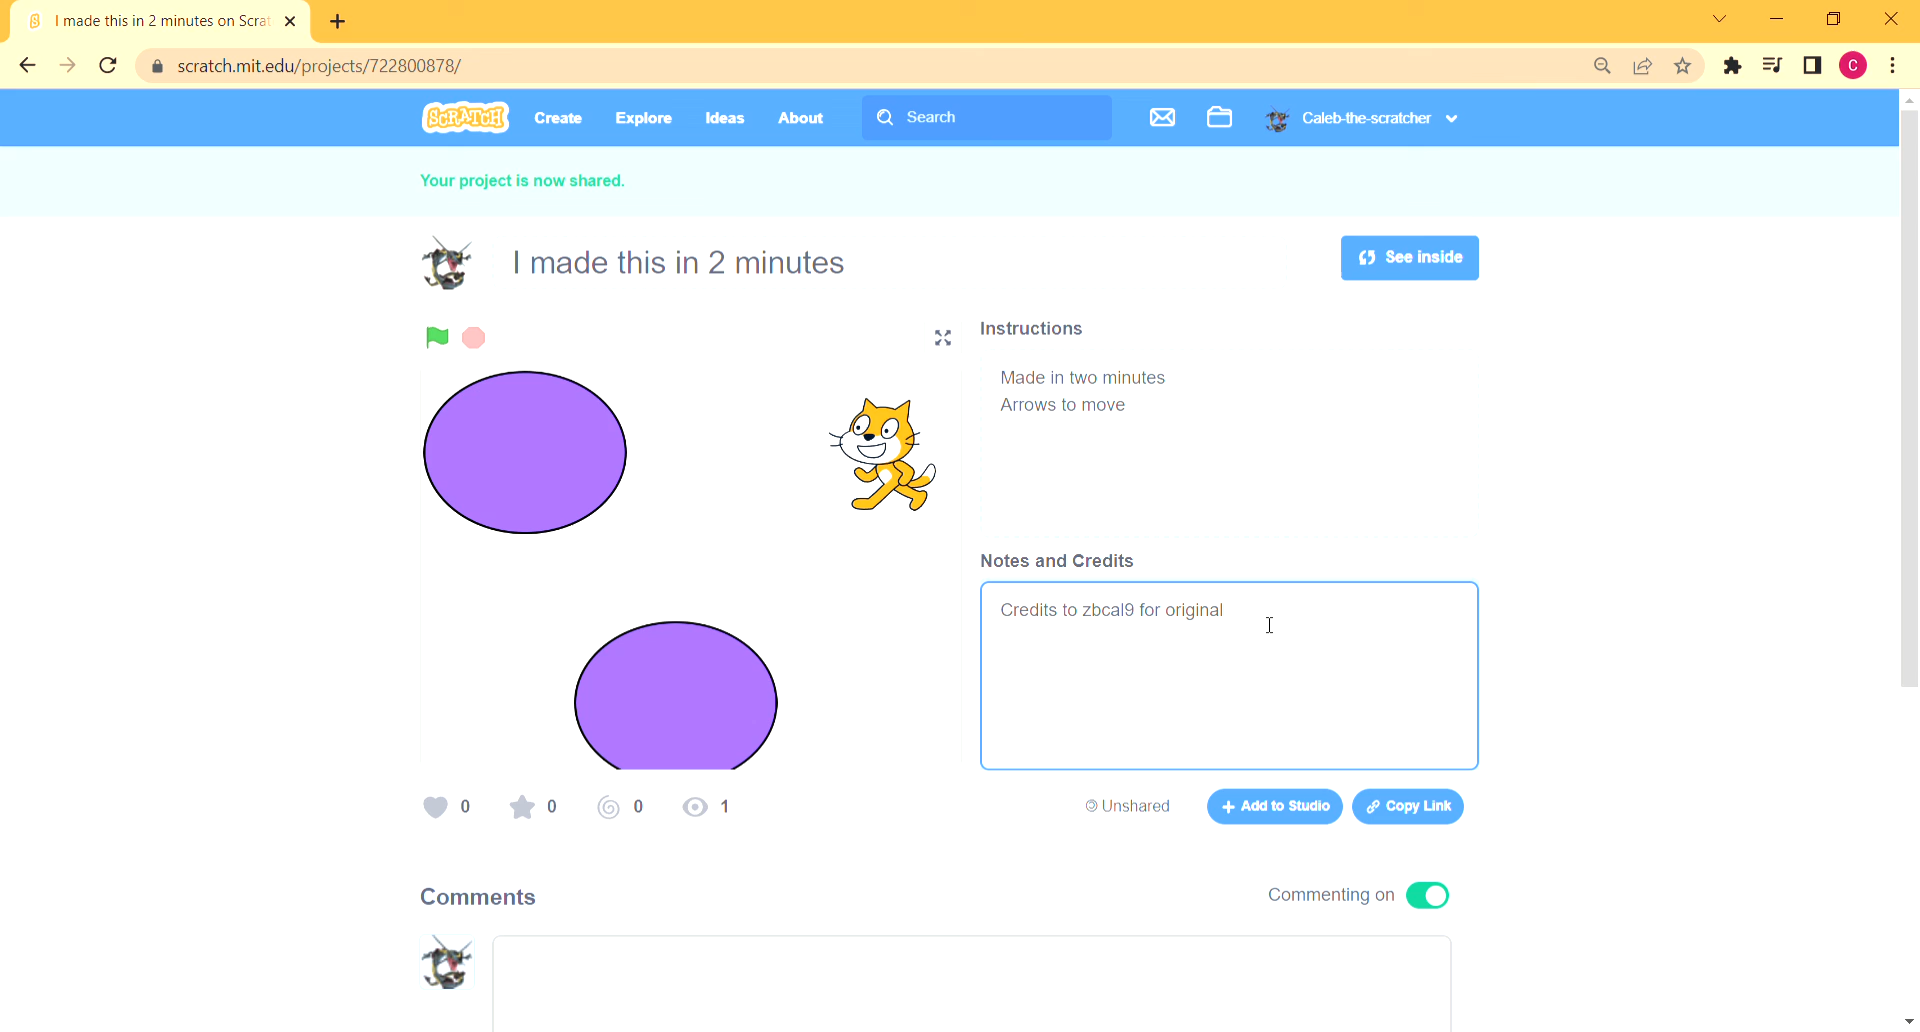 I made this in 2 minutes on Scrat
scratch.mit.edu/projects/722800878/
C
SCRATCH
Create
Explore
Ideas
About
Search
Caleb-the-scratcher
Your project is now shared.
I made this in 2 minutes
See inside
Instructions
Made in two minutes
Arrows to move
Notes and Credits
Credits to zbcal9 for original
0
0
0
1
Unshared
+ Add to Studio
Copy Link
Comments
Commenting on